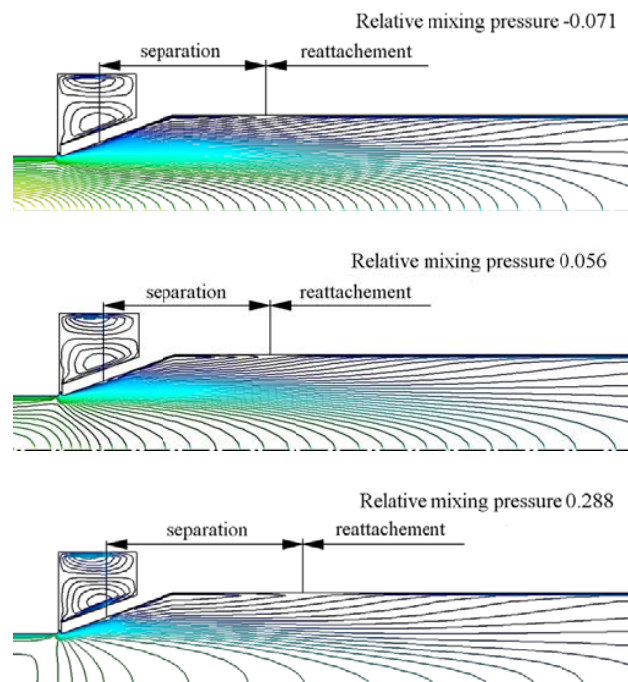 Relative mixing pressure -0.071
separation
reattachement
Relative mixing pressure 0.056
separation
reattachement
Relative mixing pressure 0.288
separation
reattachement